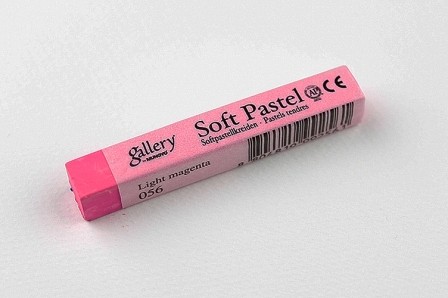 gallery
by MUNGYO
Soft Pastel
Softpastellkreiden · Pastels tendres
AP
CE
Light magenta
056